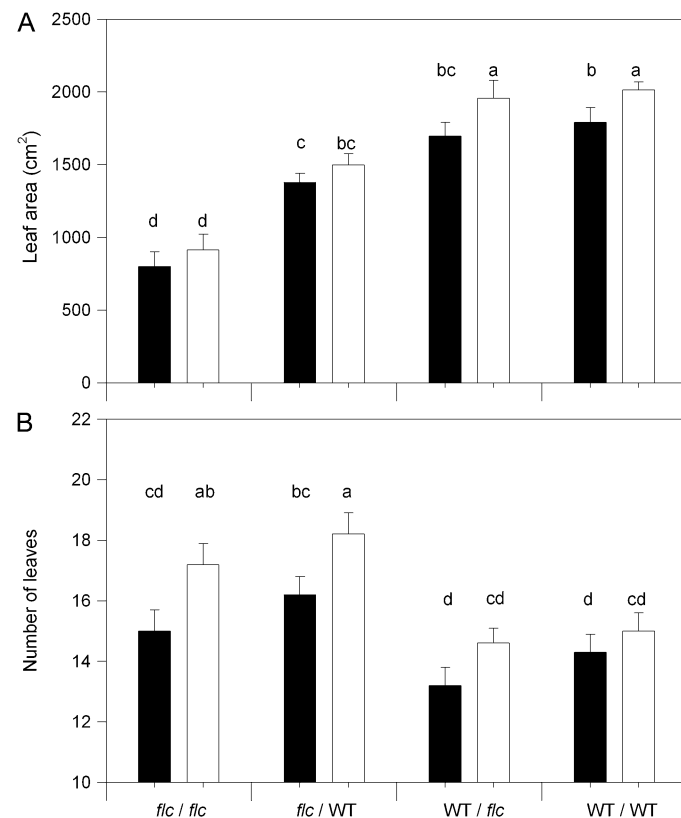 A
2500
2000
1500
1000
500
0
Leaf area (cm²)
d d c bc bc a b a
B
22
20
18
16
14
12
10
Number of leaves
cd ab bc a d cd d cd
flc / flc flc / WT WT / flc WT / WT